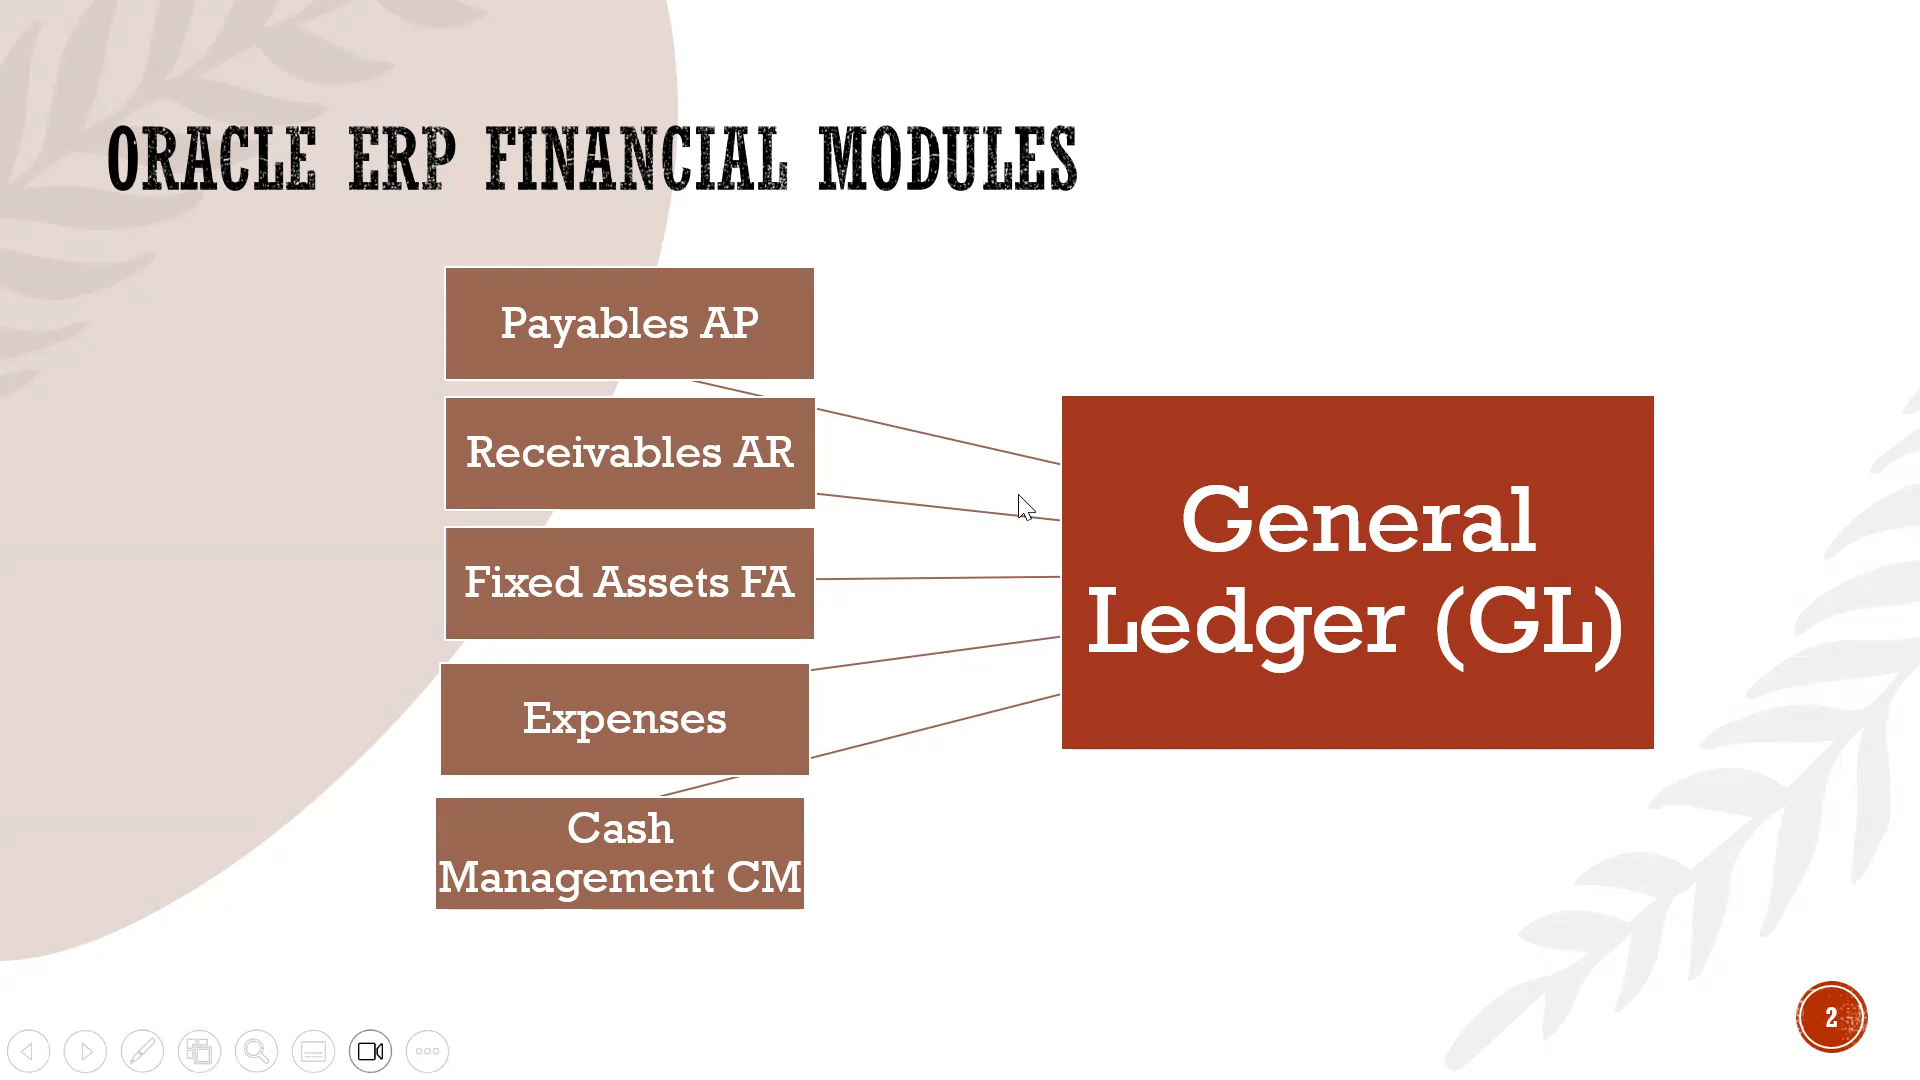 ORACLE ERP FINANCIAL MODULES
Payables AP
Receivables AR
Fixed Assets FA
Expenses
Cash
Management CM
General
Ledger (GL)
2